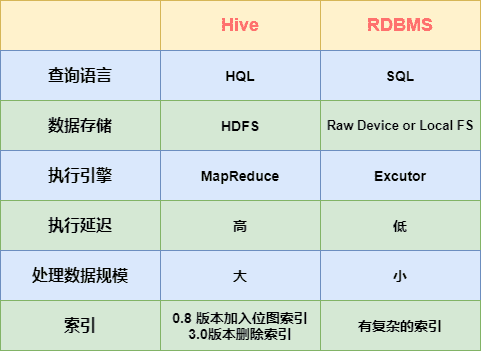 Hive RDBMS
查询语言 HQL SQL
数据存储 HDFS Raw Device or Local FS
执行引擎 MapReduce Excutor
执行延迟 高 低
处理数据规模 大 小
索引 0.8 版本加入位图索引 有复杂的索引
3.0版本删除索引